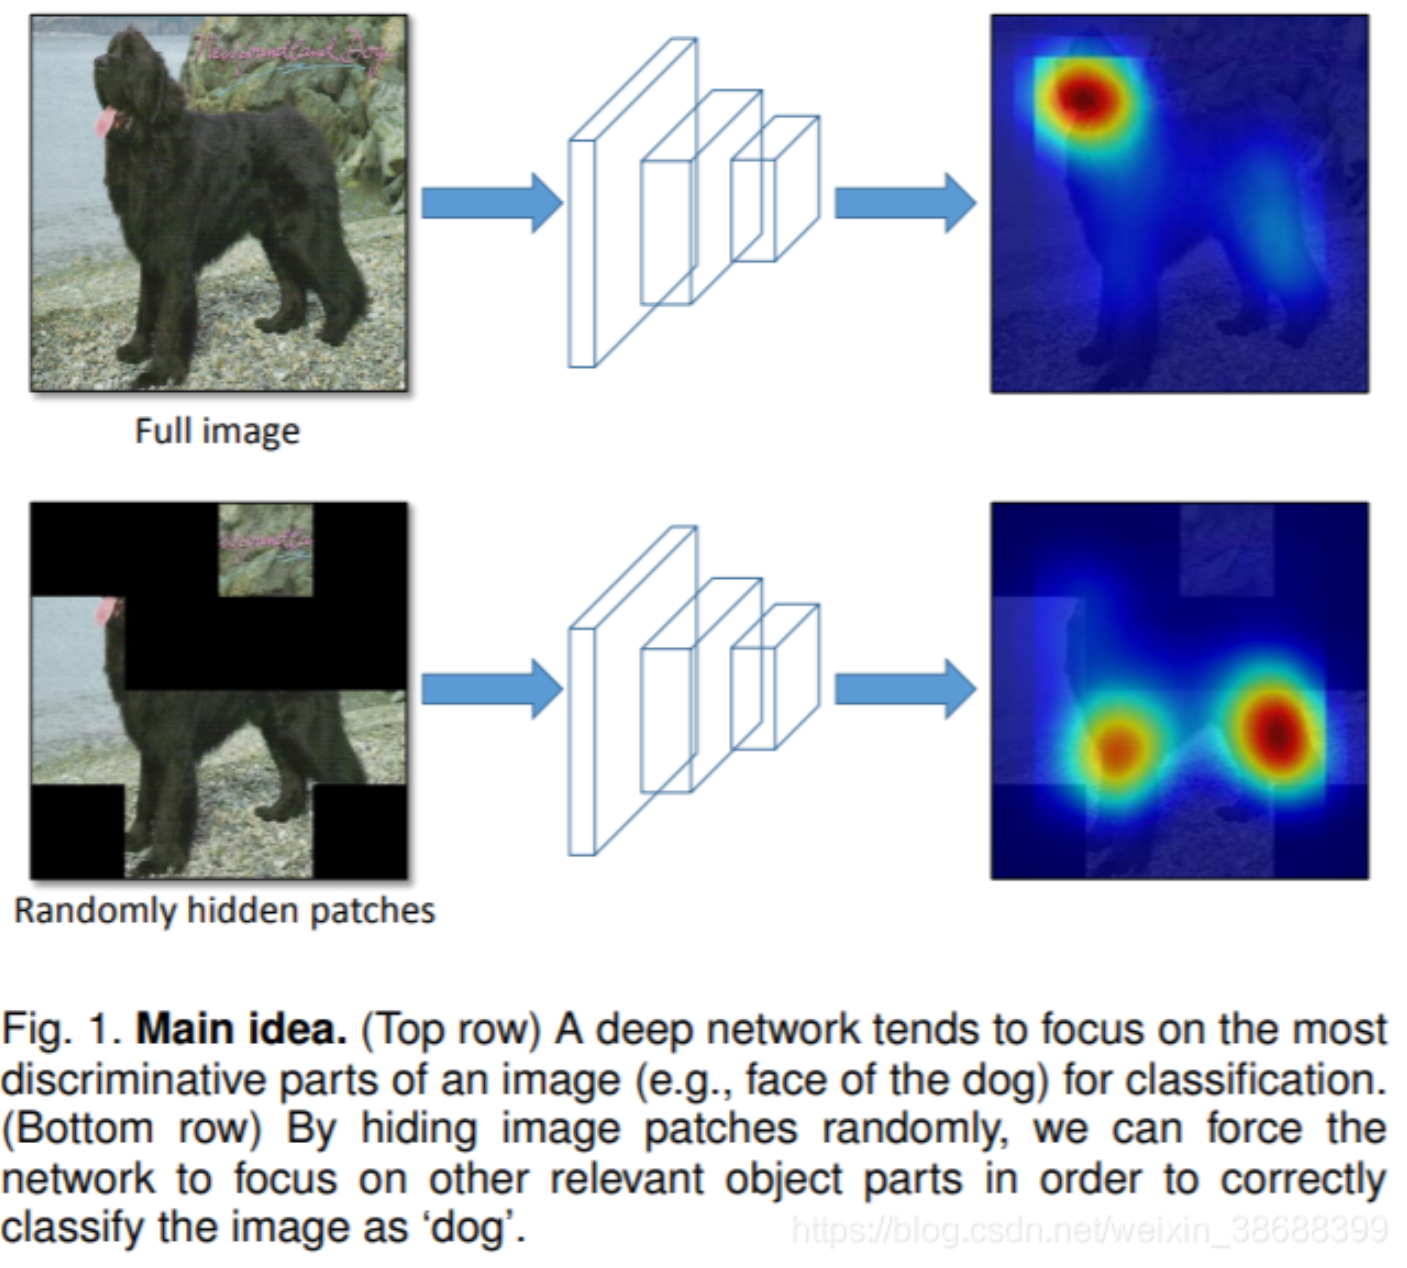 Newfoundland Dog
Full image
Randomly hidden patches
Fig. 1. Main idea. (Top row) A deep network tends to focus on the most
discriminative parts of an image (e.g., face of the dog) for classification.
(Bottom row) By hiding image patches randomly, we can force the
network to focus on other relevant object parts in order to correctly
classify the image as ‘dog’.
https://blog.csdn.net/weixin_38688399